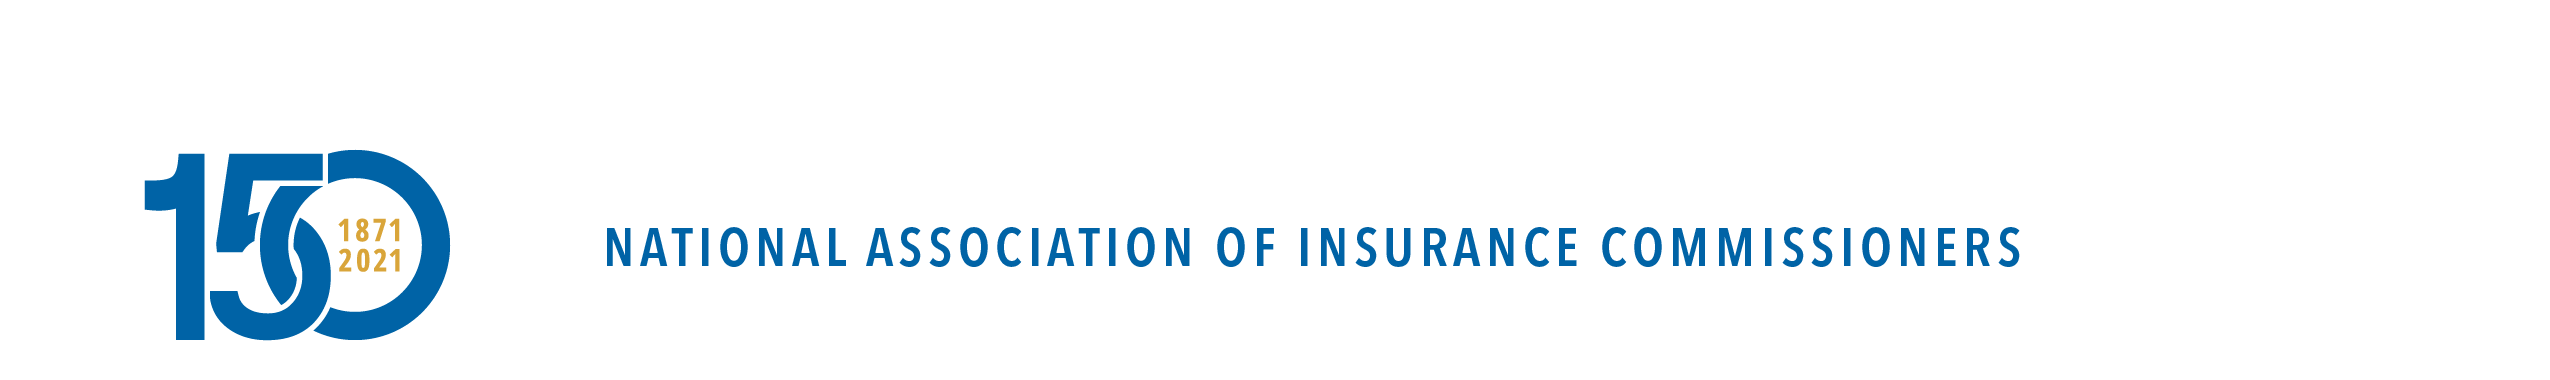 150
1871
2021
NATIONAL ASSOCIATION OF INSURANCE COMMISSIONERS